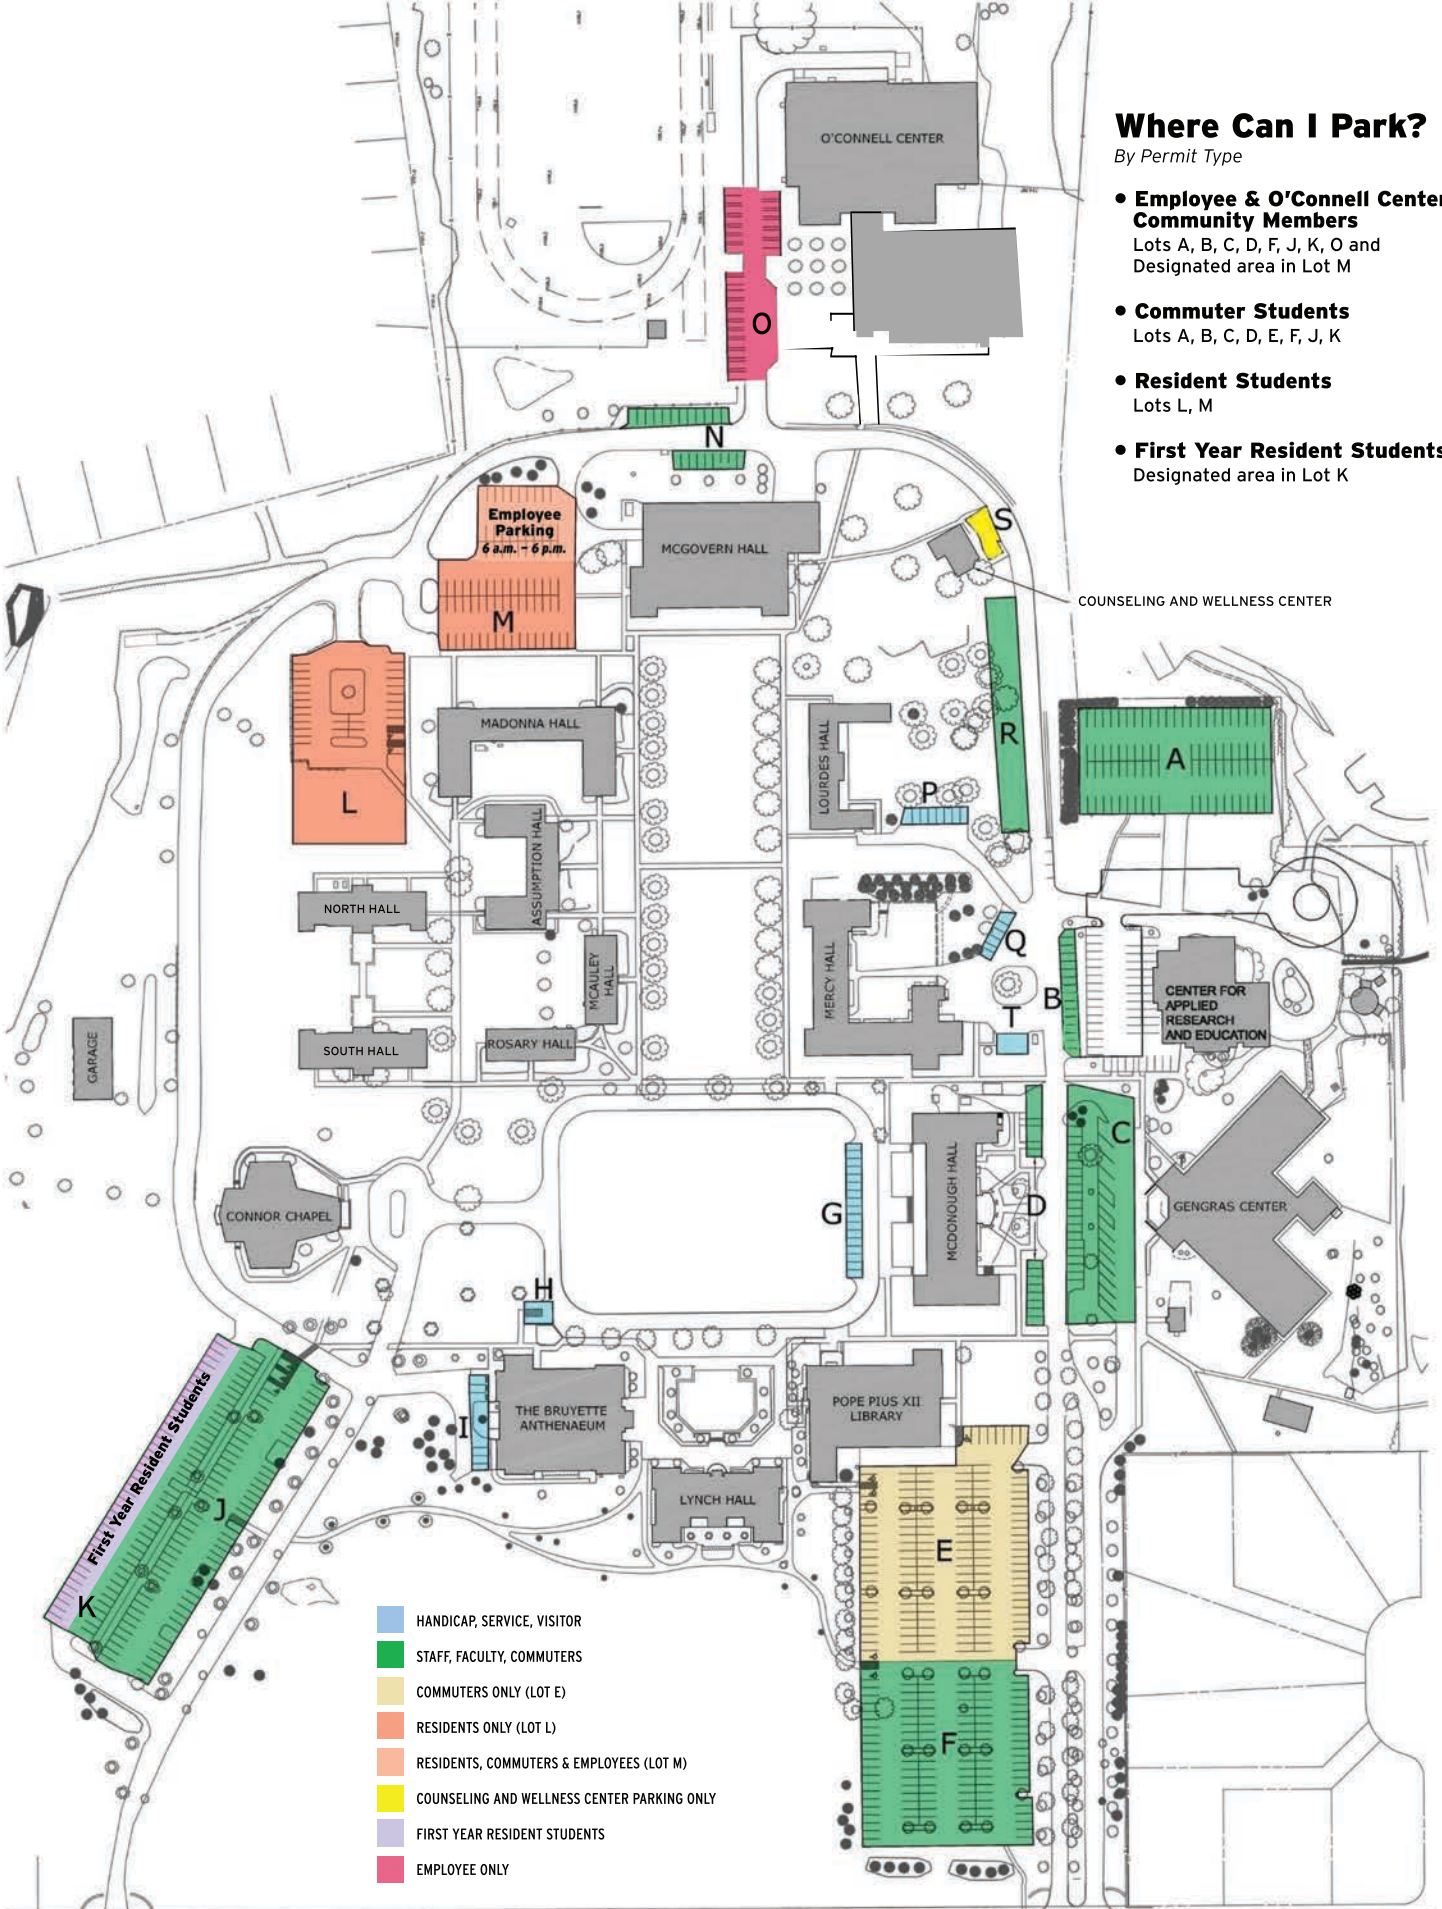 O'CONNELL CENTER
Where Can I Park?
By Permit Type
• Employee & O'Connell Center
Community Members
Lots A, B, C, D, F, J, K, O and
Designated area in Lot M
• Commuter Students
Lots A, B, C, D, E, F, J, K
• Resident Students
Lots L, M
• First Year Resident Students
Designated area in Lot K
O
N
Employee
Parking
6 a.m. – 6 p.m.
M
MCGOVERN HALL
S
COUNSELING AND WELLNESS CENTER
L
MADONNA HALL
LOURDES HALL
P
R
A
ASSUMPTION HALL
NORTH HALL
MCAULEY
HALL
MERCY HALL
Q
B
T
CENTER FOR
APPLIED
RESEARCH
AND EDUCATION
GARAGE
SOUTH HALL
ROSARY HALL
C
CONNOR CHAPEL
G
MCDONOUGH HALL
D
GENGRAS CENTER
H
First Year Resident Students
J
K
I
THE BRUYETTE
ANTHENAEUM
POPE PIUS XII
LIBRARY
LYNCH HALL
E
F
HANDICAP, SERVICE, VISITOR
STAFF, FACULTY, COMMUTERS
COMMUTERS ONLY (LOT E)
RESIDENTS ONLY (LOT L)
RESIDENTS, COMMUTERS & EMPLOYEES (LOT M)
COUNSELING AND WELLNESS CENTER PARKING ONLY
FIRST YEAR RESIDENT STUDENTS
EMPLOYEE ONLY